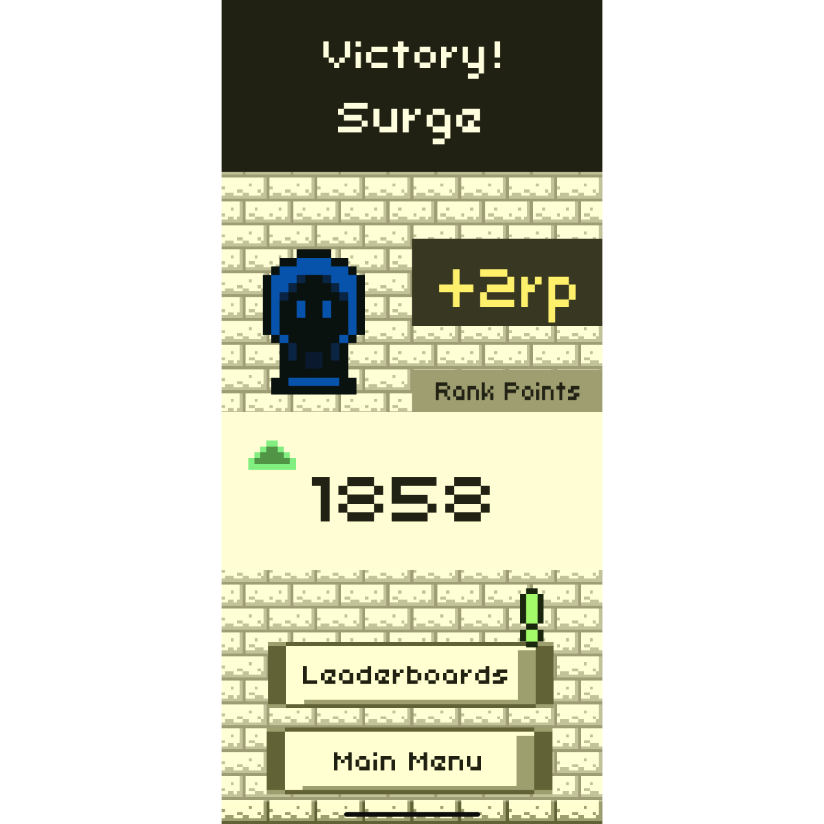 Victory!
Surge
+2rp
Rank Points
1858
!
Leaderboards
Main Menu